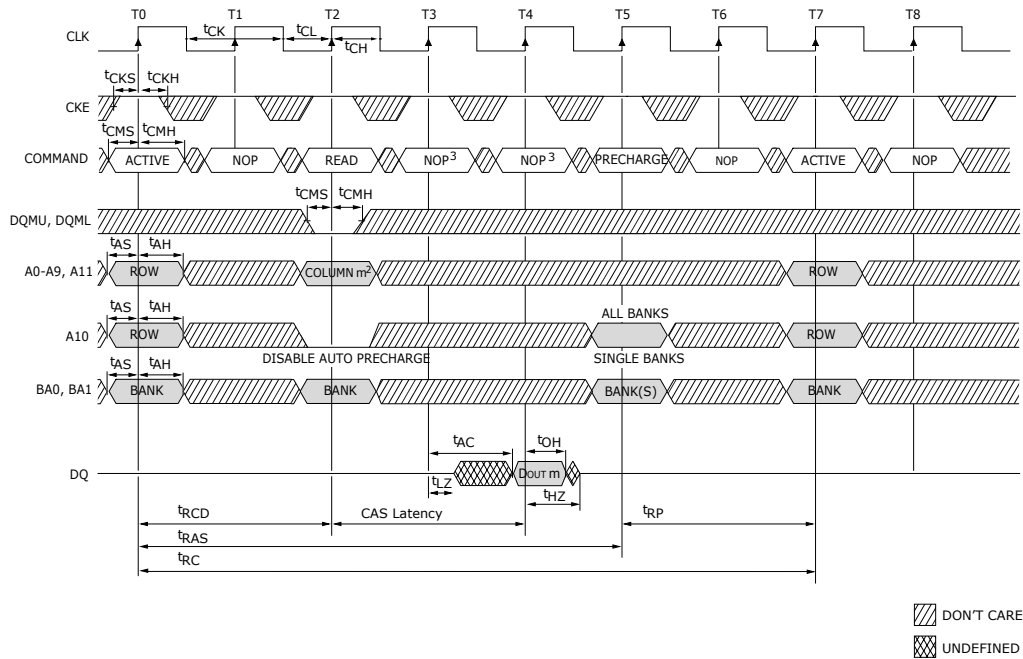 T0 T1 T2 T3 T4 T5 T6 T7 T8
CLK
tCK tCL tCH
tCKS tCKH
CKE
tCMS tCMH
COMMAND ACTIVE NOP READ NOP3 NOP3 PRECHARGE NOP ACTIVE NOP
tCMS tCMH
DQMU, DQML
tAS tAH
A0-A9, A11 ROW COLUMN m2 ROW
tAS tAH ALL BANKS
A10 ROW ROW
DISABLE AUTO PRECHARGE SINGLE BANKS
tAS tAH
BA0, BA1 BANK BANK BANK(S) BANK
tAC tOH
DQ DOUT m
tLZ tHZ
tRCD CAS Latency tRP
tRAS
tRC
DON'T CARE
UNDEFINED